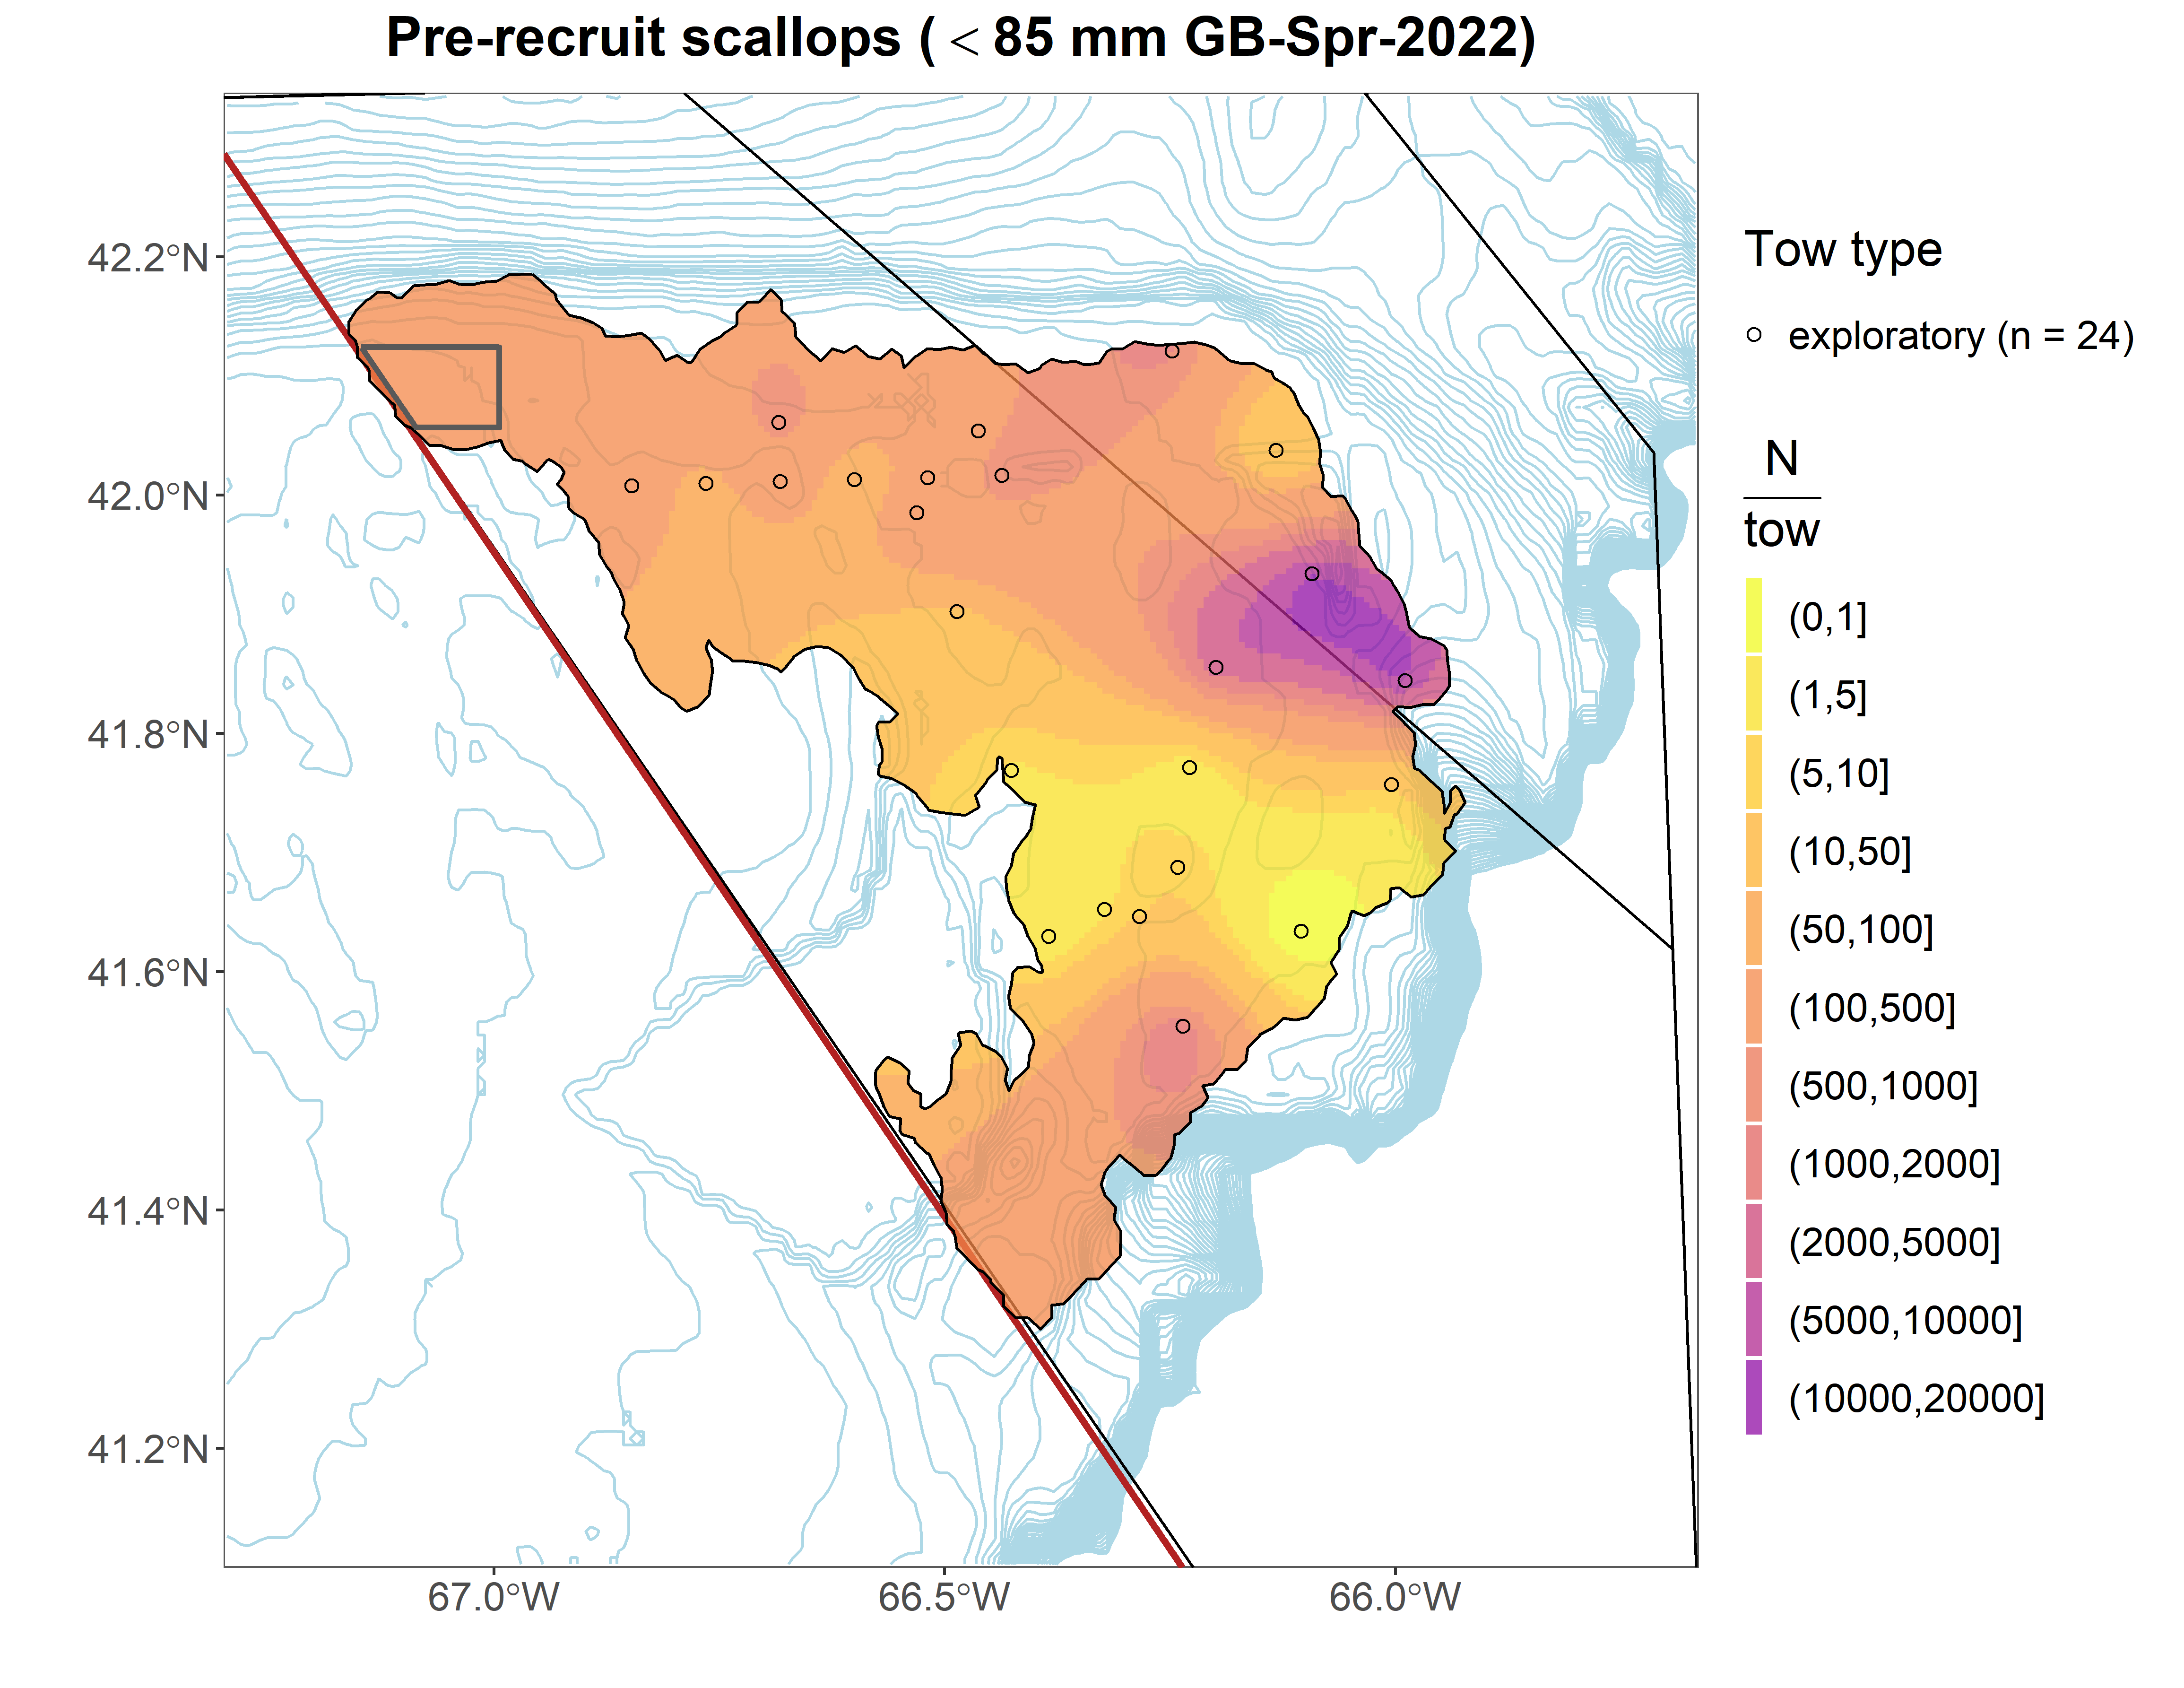 Pre-recruit scallops ( < 85 mm GB-Spr-2022)
42.2°N
42.0°N
41.8°N
41.6°N
41.4°N
41.2°N
67.0°W
66.5°W
66.0°W
Tow type
exploratory (n = 24)
N
tow
(0,1]
(1,5]
(5,10]
(10,50]
(50,100]
(100,500]
(500,1000]
(1000,2000]
(2000,5000]
(5000,10000]
(10000,20000]